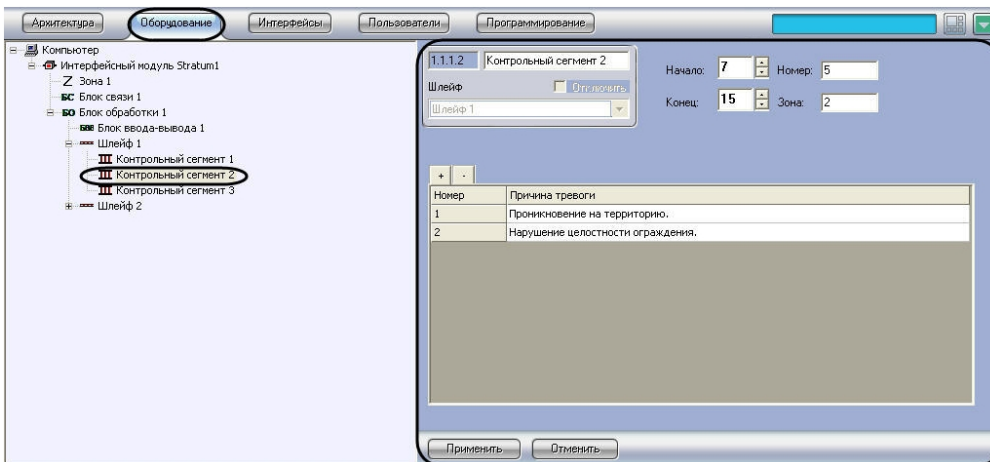 Архитектура Оборудование Интерфейсы Пользователи Программирование
Компьютер
Интерфейсный модуль Stratum1
Z Зона 1
БС Блок связи 1
БО Блок обработки 1
БВВ Блок ввода-вывода 1
Шлейф 1
Контрольный сегмент 1
Контрольный сегмент 2
Контрольный сегмент 3
Шлейф 2
1.1.1.2 Контрольный сегмент 2
Шлейф Отключить
Шлейф 1
Начало: 7 Номер: 5
Конец: 15 Зона: 2
+ -
Номер Причина тревоги
1 Проникновение на территорию.
2 Нарушение целостности ограждения.
Применить Отменить